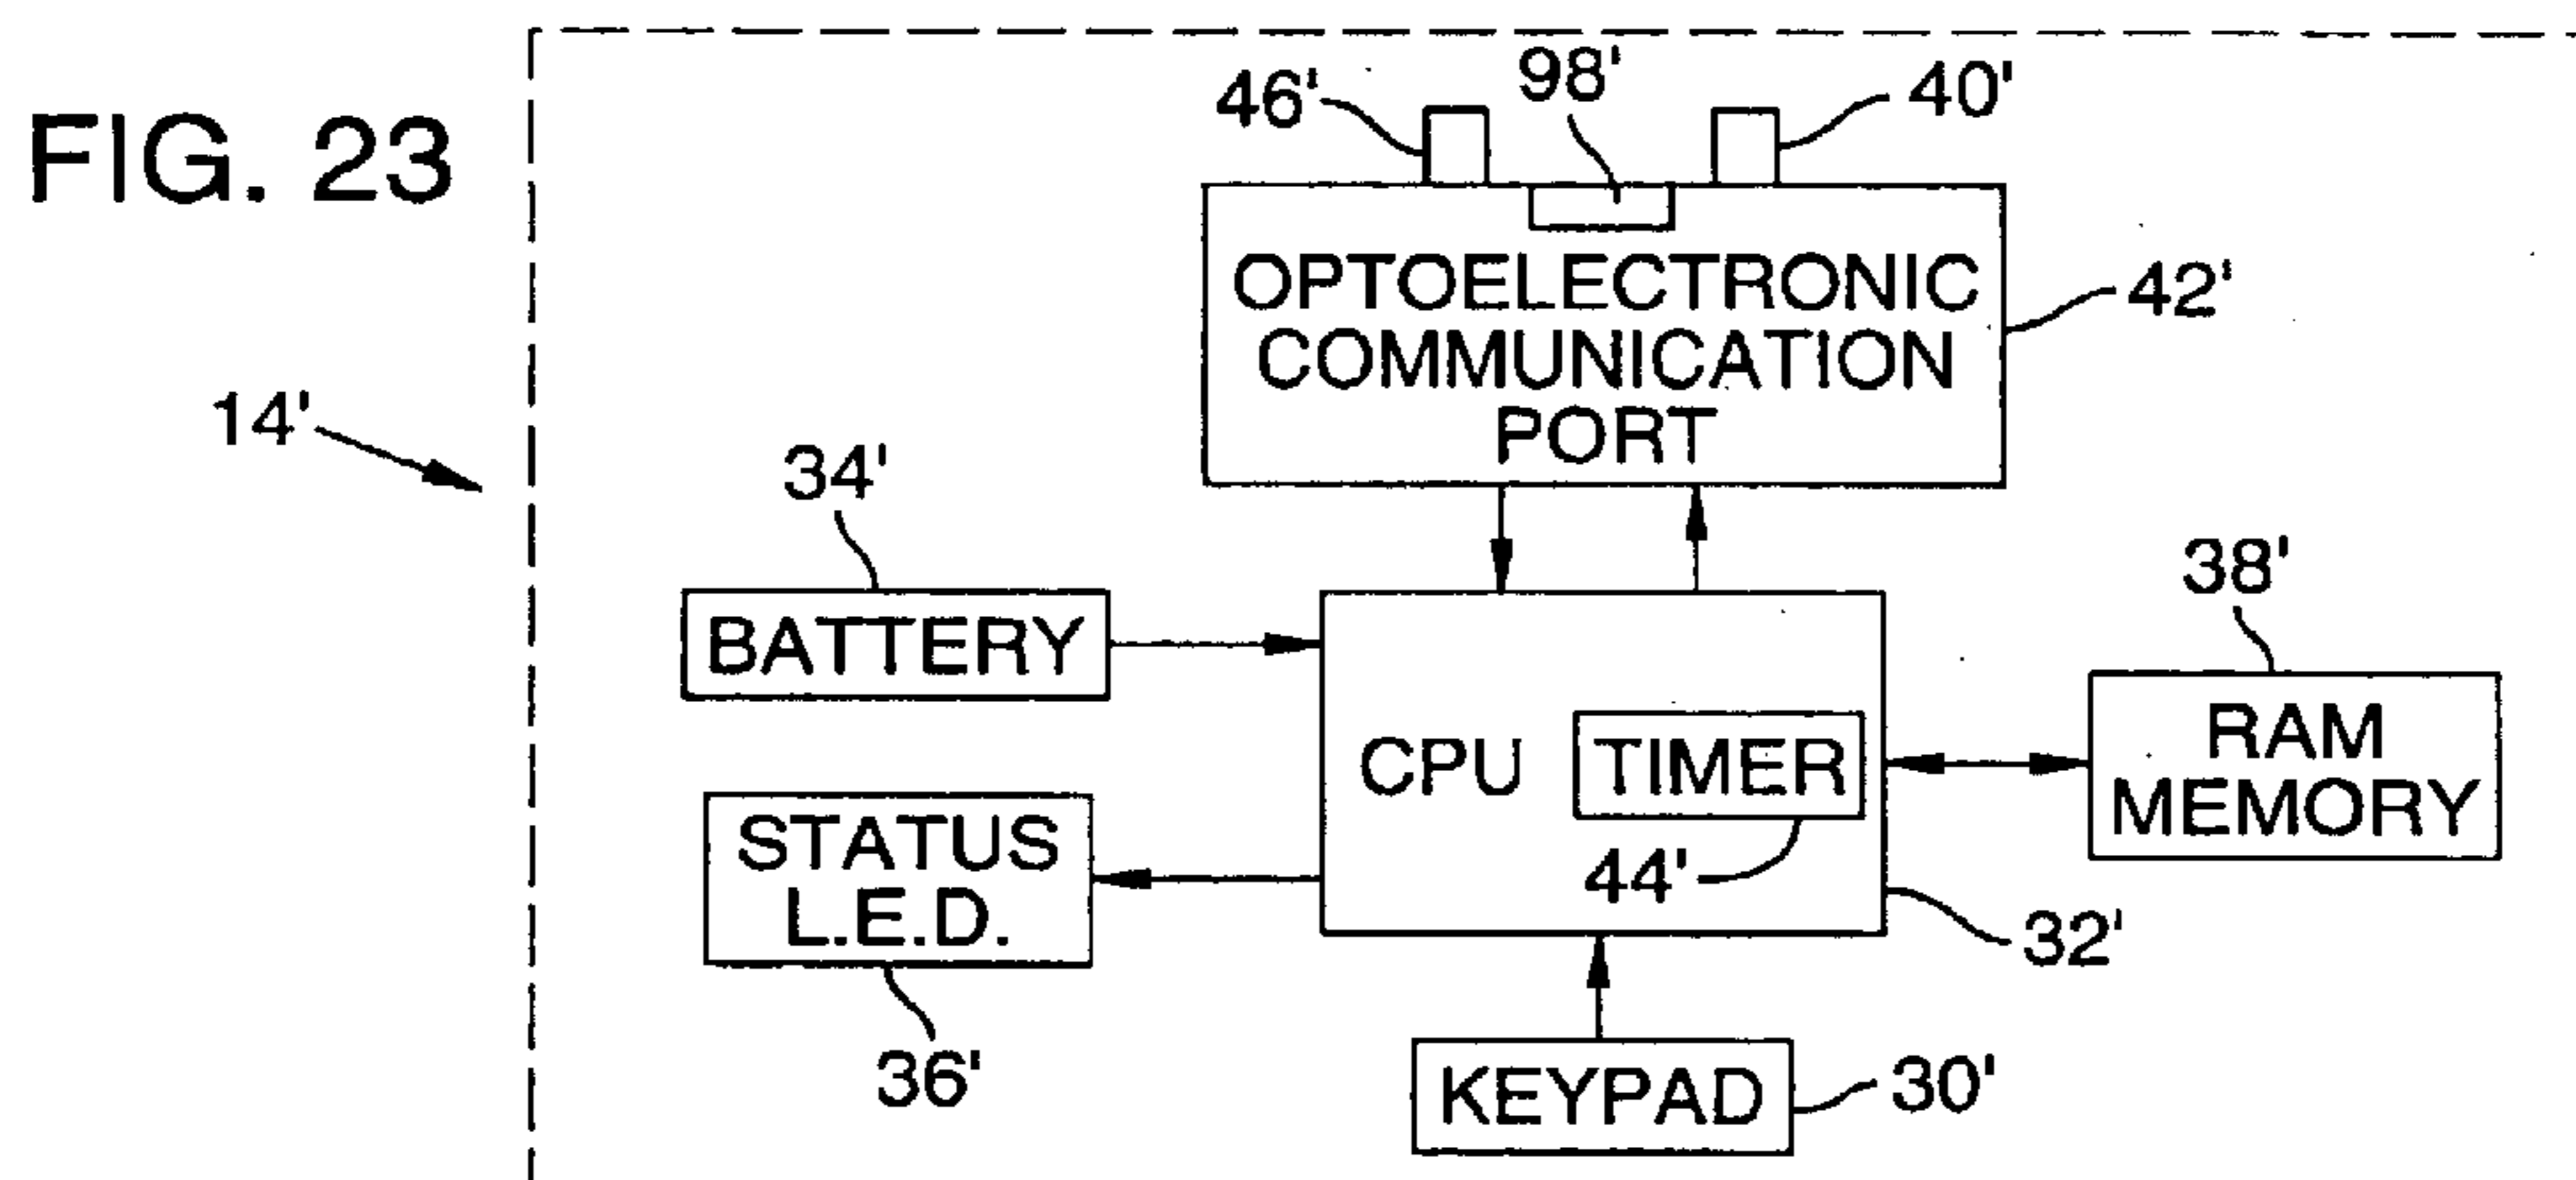 FIG. 23
46'
98'
40'
OPTOELECTRONIC
COMMUNICATION
PORT
42'
14'
34'
BATTERY
38'
RAM
MEMORY
CPU
TIMER
44'
32'
STATUS
L.E.D.
36'
KEYPAD
30'